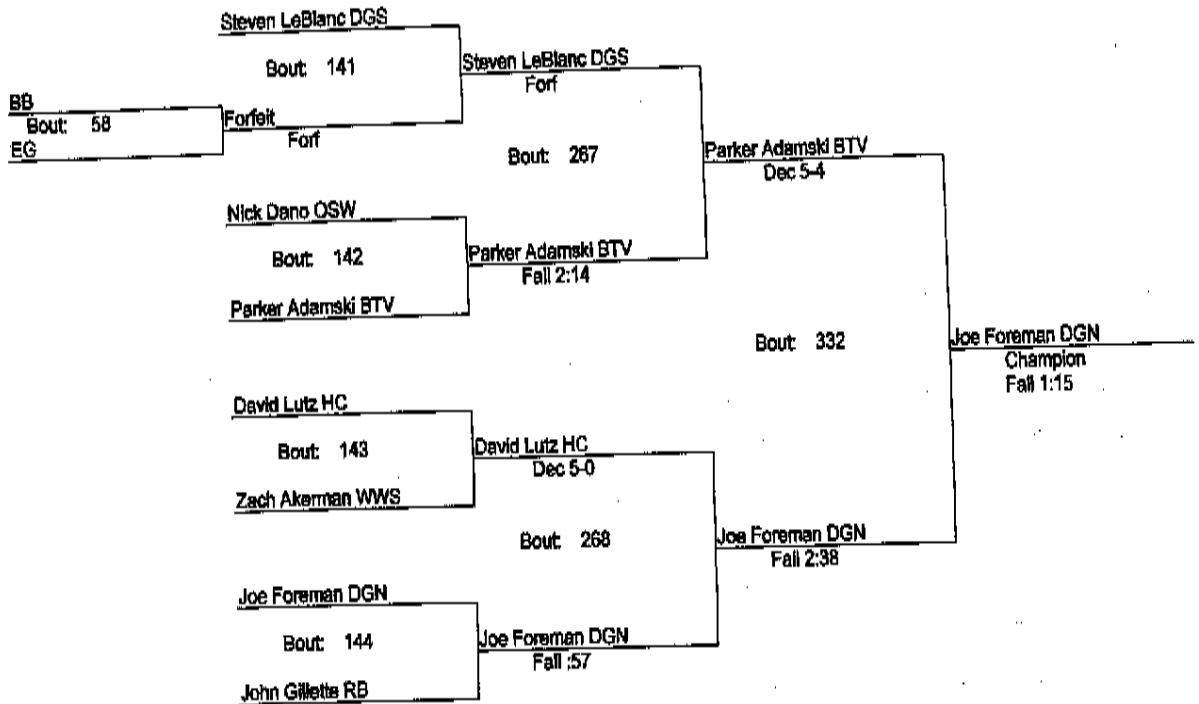 Steven LeBlanc DGS
Bout: 141
Steven LeBlanc DGS
Forf
BB
Bout: 58
EG
Forfeit
Forf
Bout: 267
Parker Adamski BTV
Dec 5-4
Nick Dano OSW
Bout: 142
Parker Adamski BTV
Fall 2:14
Parker Adamski BTV
Bout: 332
Joe Foreman DGN
Champion
Fall 1:15
David Lutz HC
Bout: 143
David Lutz HC
Dec 5-0
Zach Akerman WWS
Bout: 268
Joe Foreman DGN
Fall 2:38
Joe Foreman DGN
Bout: 144
Joe Foreman DGN
Fall :57
John Gillette RB